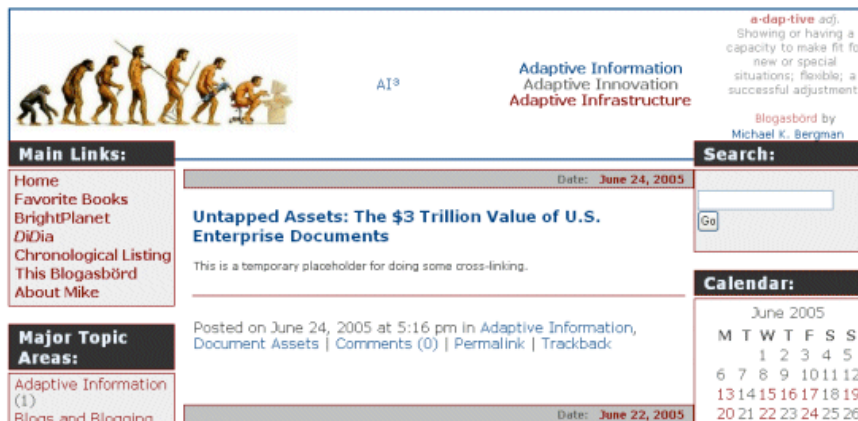 AI³
Adaptive Information
Adaptive Innovation
Adaptive Infrastructure
a·dap·tive adj.
Showing or having a
capacity to make fit fo
new or special
situations; flexible; a
successful adjustment
Blogasbörd by
Michael K. Bergman
Main Links:
Home
Favorite Books
BrightPlanet
DiDia
Chronological Listing
This Blogasbörd
About Mike
Major Topic
Areas:
Adaptive Information
(1)
Blogs and Blogging
Date: June 24, 2005
Untapped Assets: The $3 Trillion Value of U.S.
Enterprise Documents
This is a temporary placeholder for doing some cross-linking.
Posted on June 24, 2005 at 5:16 pm in Adaptive Information,
Document Assets | Comments (0) | Permalink | Trackback
Date: June 22, 2005
Search:
Go
Calendar:
June 2005
M T W T F S S
1 2 3 4 5
6 7 8 9 10 11 12
13 14 15 16 17 18 19
20 21 22 23 24 25 26